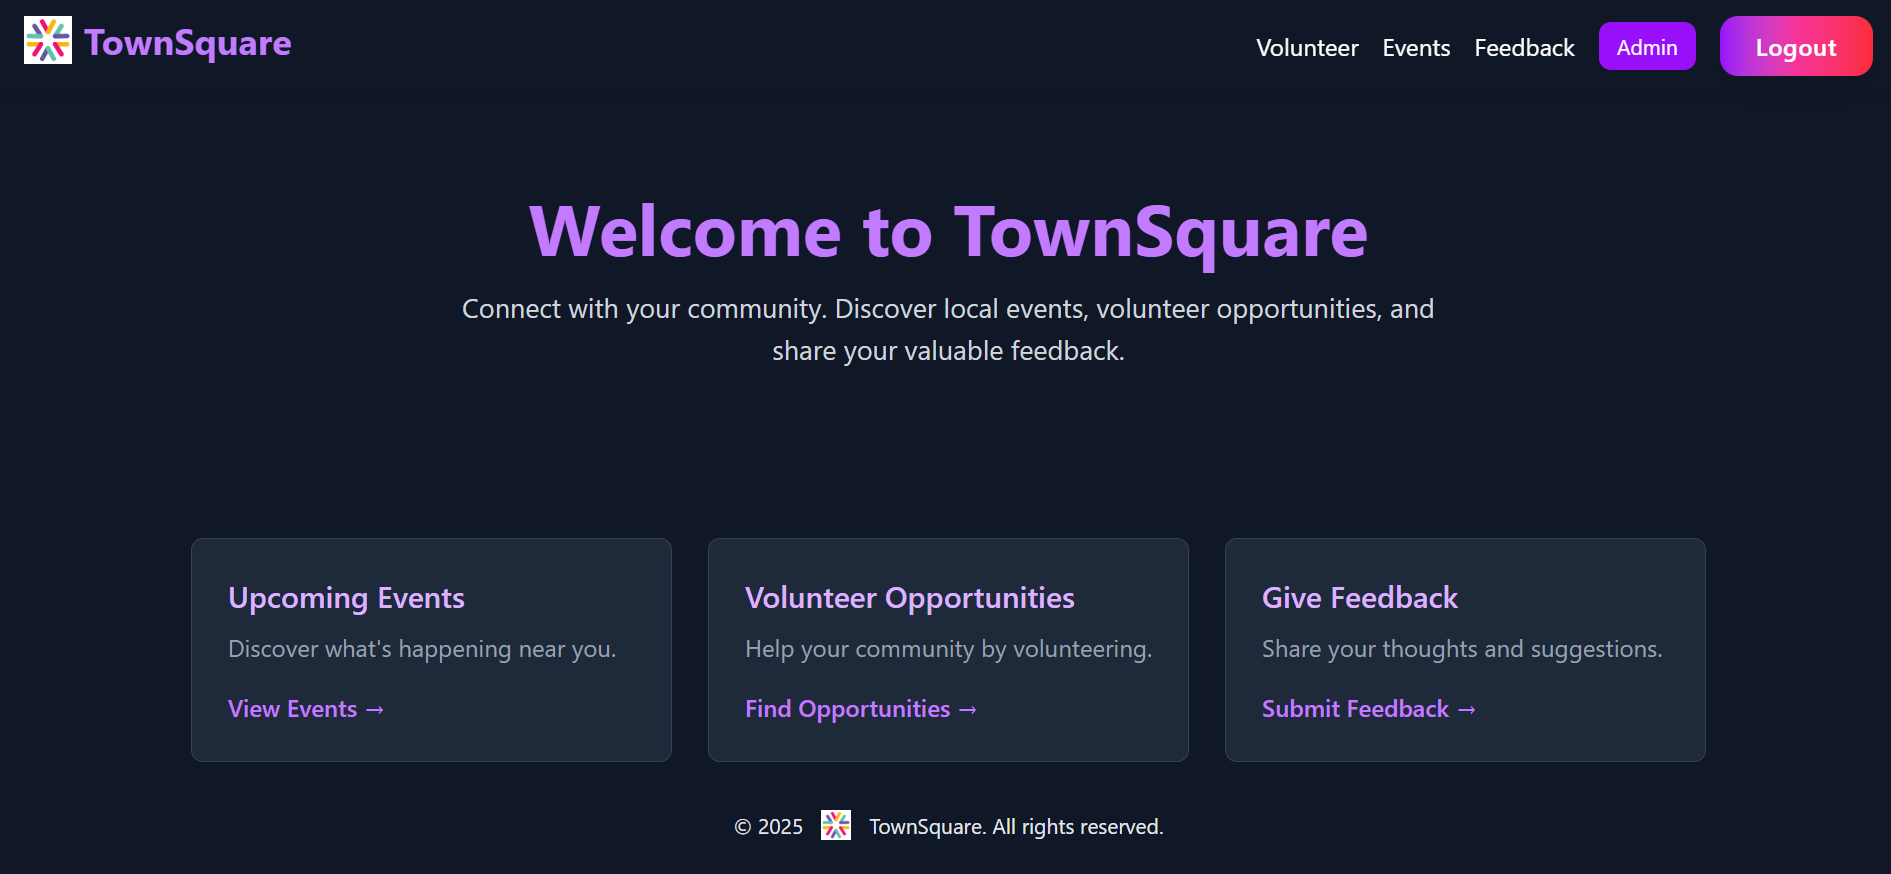 TownSquare
Volunteer
Events
Feedback
Admin
Logout
Welcome to TownSquare
Connect with your community. Discover local events, volunteer opportunities, and
share your valuable feedback.
Upcoming Events
Discover what's happening near you.
View Events →
Volunteer Opportunities
Help your community by volunteering.
Find Opportunities →
Give Feedback
Share your thoughts and suggestions.
Submit Feedback →
© 2025 TownSquare. All rights reserved.